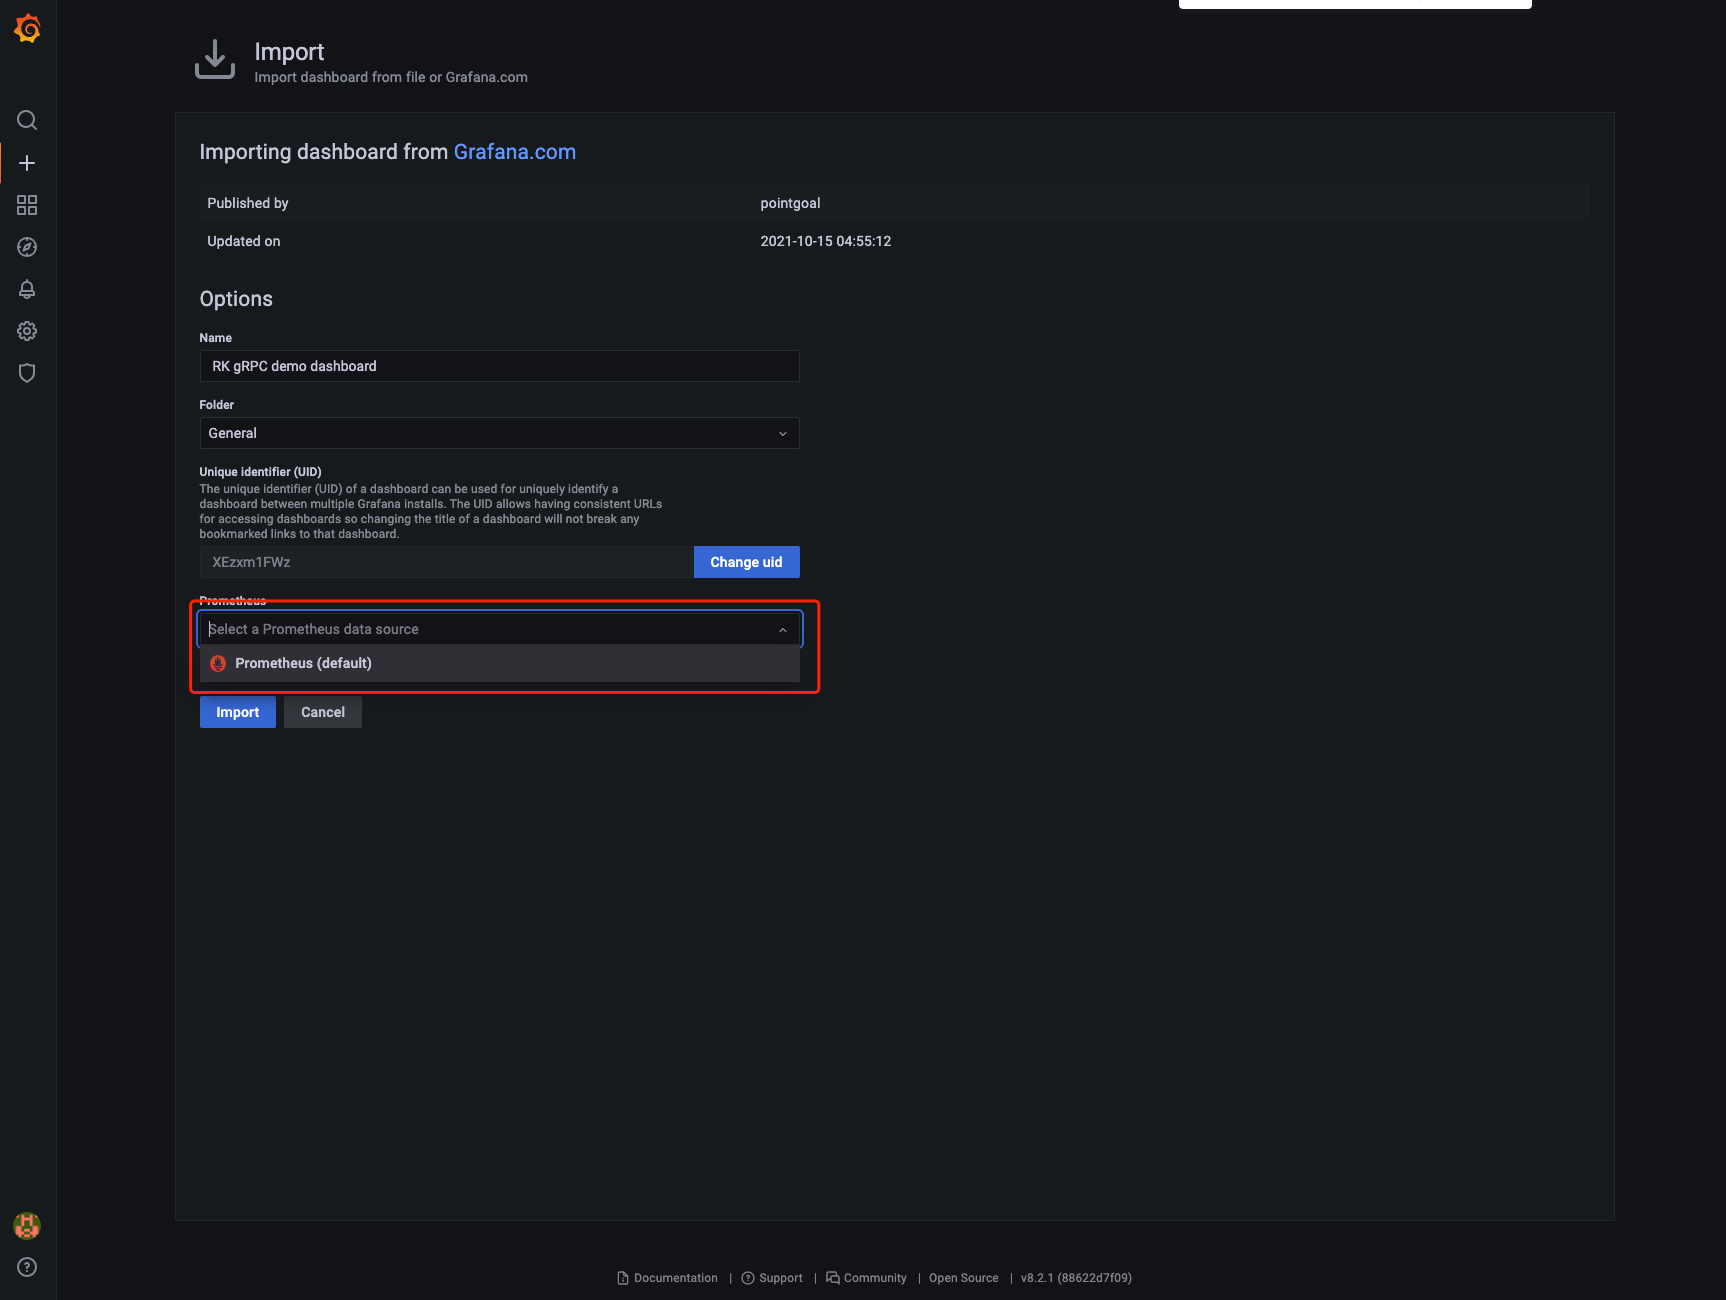 Import
Import dashboard from file or Grafana.com
Importing dashboard from Grafana.com
Published by pointgoal
Updated on 2021-10-15 04:55:12
Options
Name
RK gRPC demo dashboard
Folder
General
Unique identifier (UID)
The unique identifier (UID) of a dashboard can be used for uniquely identify a
dashboard between multiple Grafana installs. The UID allows having consistent URLs
for accessing dashboards so changing the title of a dashboard will not break any
bookmarked links to that dashboard.
XEzxm1FWz Change uid
Prometheus
Select a Prometheus data source
Prometheus (default)
Import Cancel
Documentation | Support | Community | Open Source | v8.2.1 (88622d7f09)